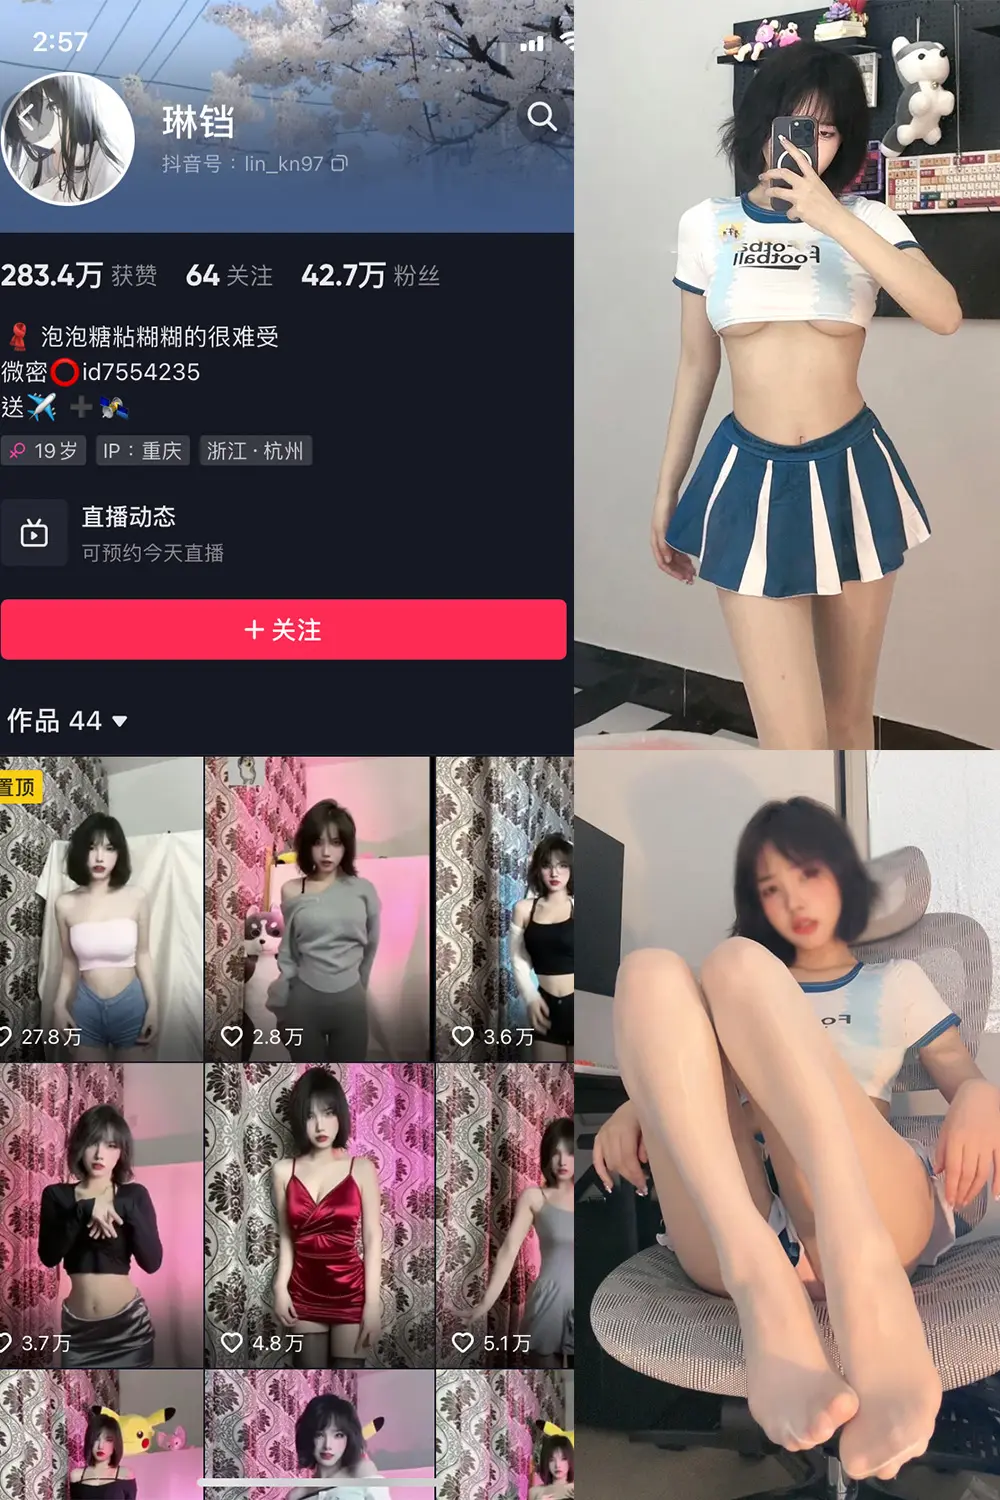 2:57
琳铛
抖音号：lin_kn97
283.4万 获赞 64 关注 42.7万 粉丝
泡泡糖粘糊糊的很难受
微密⭕id7554235
送✈️➕🛰️
19岁 IP：重庆 浙江·杭州
直播动态
可预约今天直播
+ 关注
作品 44
置顶
27.8万
2.8万
3.6万
3.7万
4.8万
5.1万
Football
Football
Fo